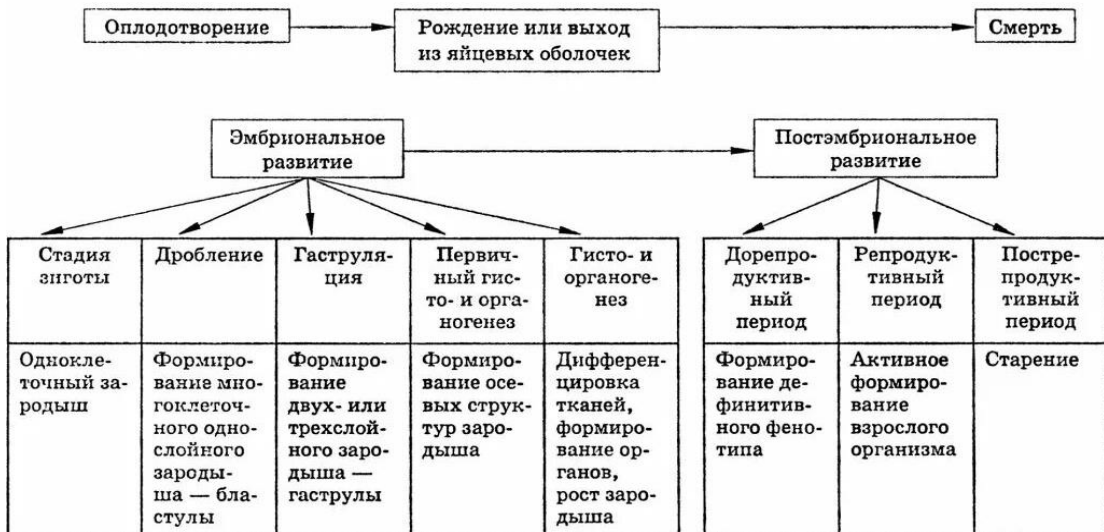 Оплодотворение
Рождение или выход
из яйцевых оболочек
Смерть
Эмбриональное
развитие
Постэмбриональное
развитие
Стадия
зиготы
Дробление
Гаструля-
ция
Первич-
ный гис-
то- и орга-
ногенез
Гисто- и
органоге-
нез
Дорепро-
дуктив-
ный
период
Репродук-
тивный
период
Постре-
продук-
тивный
период
Одноклe-
точный за-
родыш
Формиро-
вание мно-
гоклеточ-
ного одно-
слойного
зароды-
ша — бла-
стулы
Формиро-
вание
двух- или
трехслой-
ного заро-
дыша —
гаструлы
Формиро-
вание осе-
вых струк-
тур заро-
дыша
Дифферен-
цировка
тканей,
формиро-
вание ор-
ганов,
рост заро-
дыша
Формиро-
вание де-
финитив-
ного фено-
типа
Активное
формиро-
вание
взрослого
организма
Старение